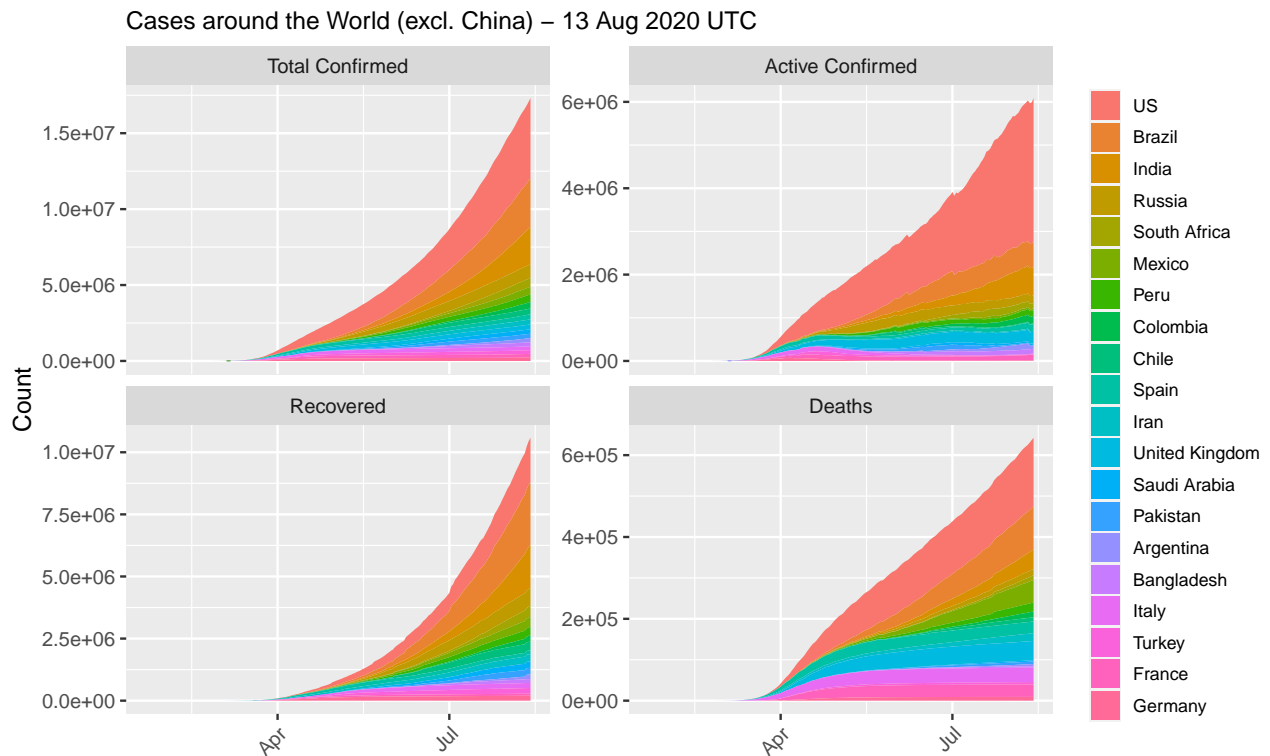 Cases around the World (excl. China) – 13 Aug 2020 UTC
Total Confirmed
Active Confirmed
1.5e+07
1.0e+07
5.0e+06
0.0e+00
6e+06
4e+06
2e+06
0e+00
Count
Recovered
Deaths
1.0e+07
7.5e+06
5.0e+06
2.5e+06
0.0e+00
6e+05
4e+05
2e+05
0e+00
Apr
Jul
Apr
Jul
US
Brazil
India
Russia
South Africa
Mexico
Peru
Colombia
Chile
Spain
Iran
United Kingdom
Saudi Arabia
Pakistan
Argentina
Bangladesh
Italy
Turkey
France
Germany